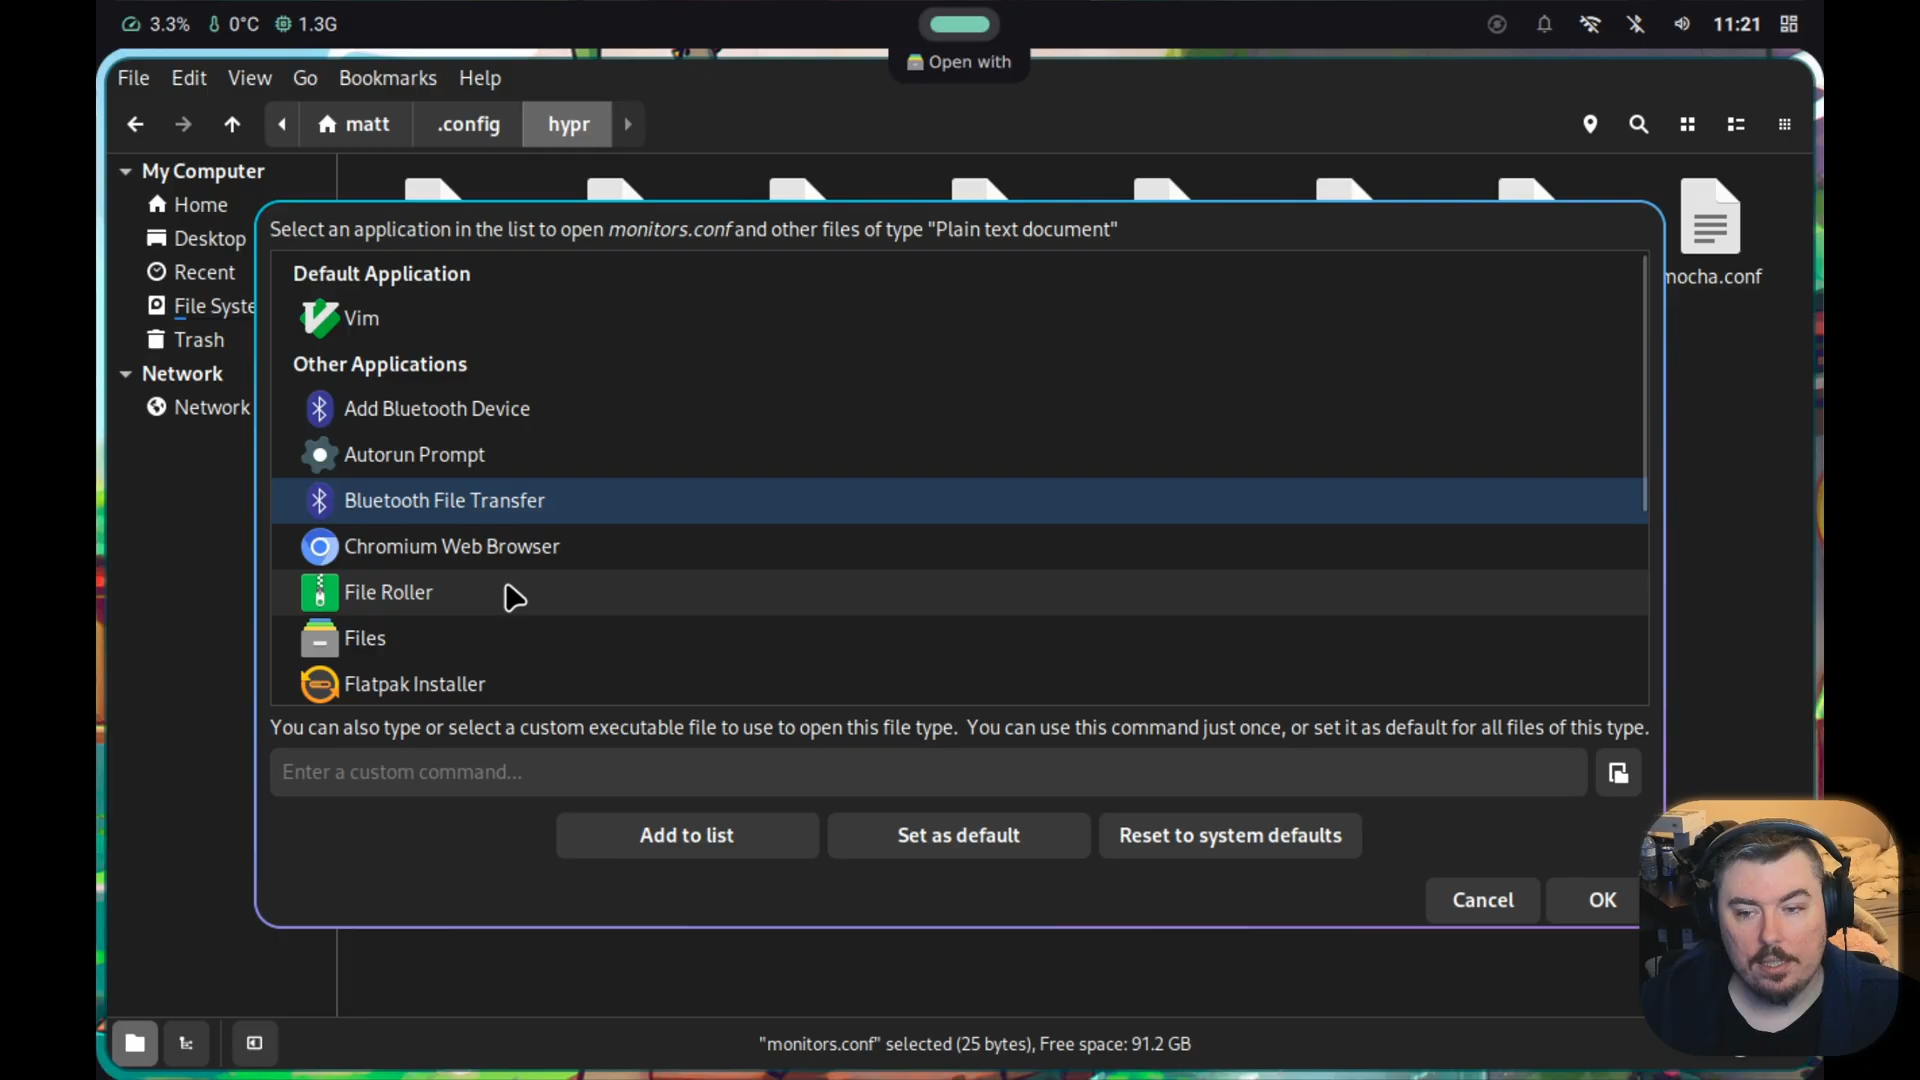 3.3% 0°C 1.3G
11:21
Open with
File Edit View Go Bookmarks Help
matt .config hypr
My Computer
Home
Desktop
Recent
File Syste
Trash
Network
Network
mocha.conf
Select an application in the list to open monitors.conf and other files of type "Plain text document"
Default Application
Vim
Other Applications
Add Bluetooth Device
Autorun Prompt
Bluetooth File Transfer
Chromium Web Browser
File Roller
Files
Flatpak Installer
You can also type or select a custom executable file to use to open this file type. You can use this command just once, or set it as default for all files of this type.
Enter a custom command...
Add to list Set as default Reset to system defaults
Cancel OK
"monitors.conf" selected (25 bytes), Free space: 91.2 GB